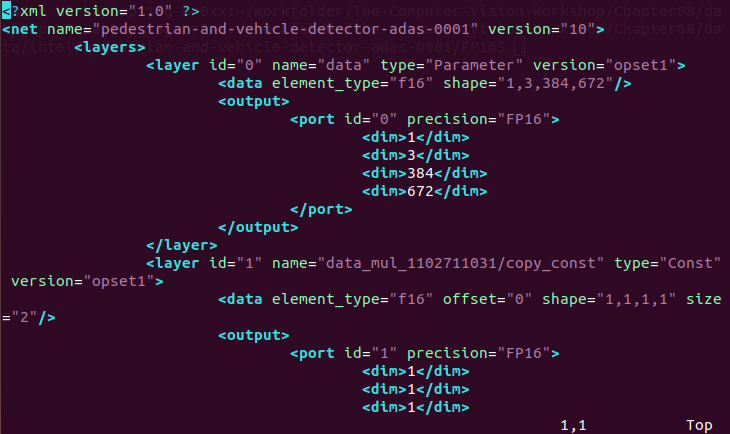 <?xml version="1.0" ?>
<net name="pedestrian-and-vehicle-detector-adas-0001" version="10">
<layers>
<layer id="0" name="data" type="Parameter" version="opset1">
<data element_type="f16" shape="1,3,384,672"/>
<output>
<port id="0" precision="FP16">
<dim>1</dim>
<dim>3</dim>
<dim>384</dim>
<dim>672</dim>
</port>
</output>
</layer>
<layer id="1" name="data_mul_1102711031/copy_const" type="Const"
version="opset1">
<data element_type="f16" offset="0" shape="1,1,1,1" size
="2"/>
<output>
<port id="1" precision="FP16">
<dim>1</dim>
<dim>1</dim>
<dim>1</dim>
1,1 Top